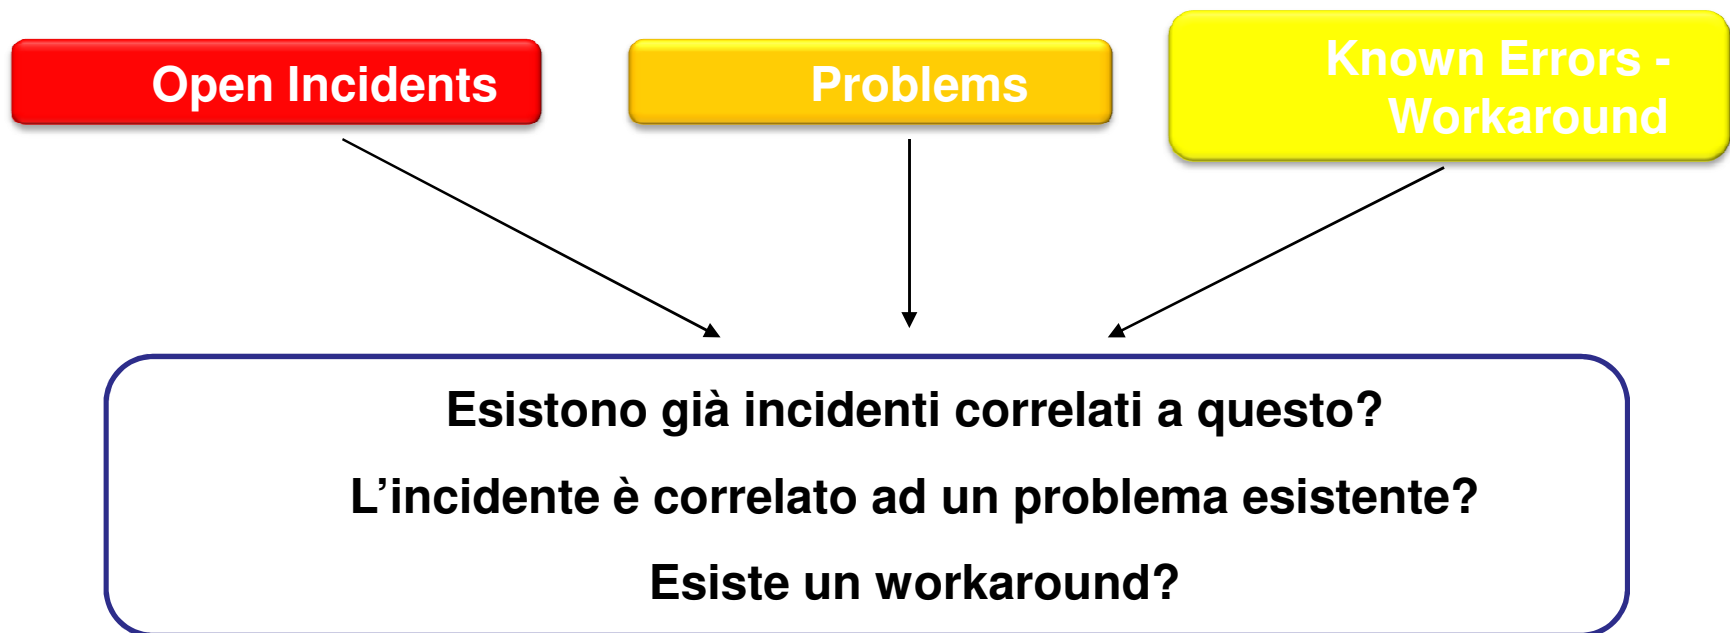 Open Incidents
Problems
Known Errors -
Workaround
Esistono già incidenti correlati a questo?
L’incidente è correlato ad un problema esistente?
Esiste un workaround?